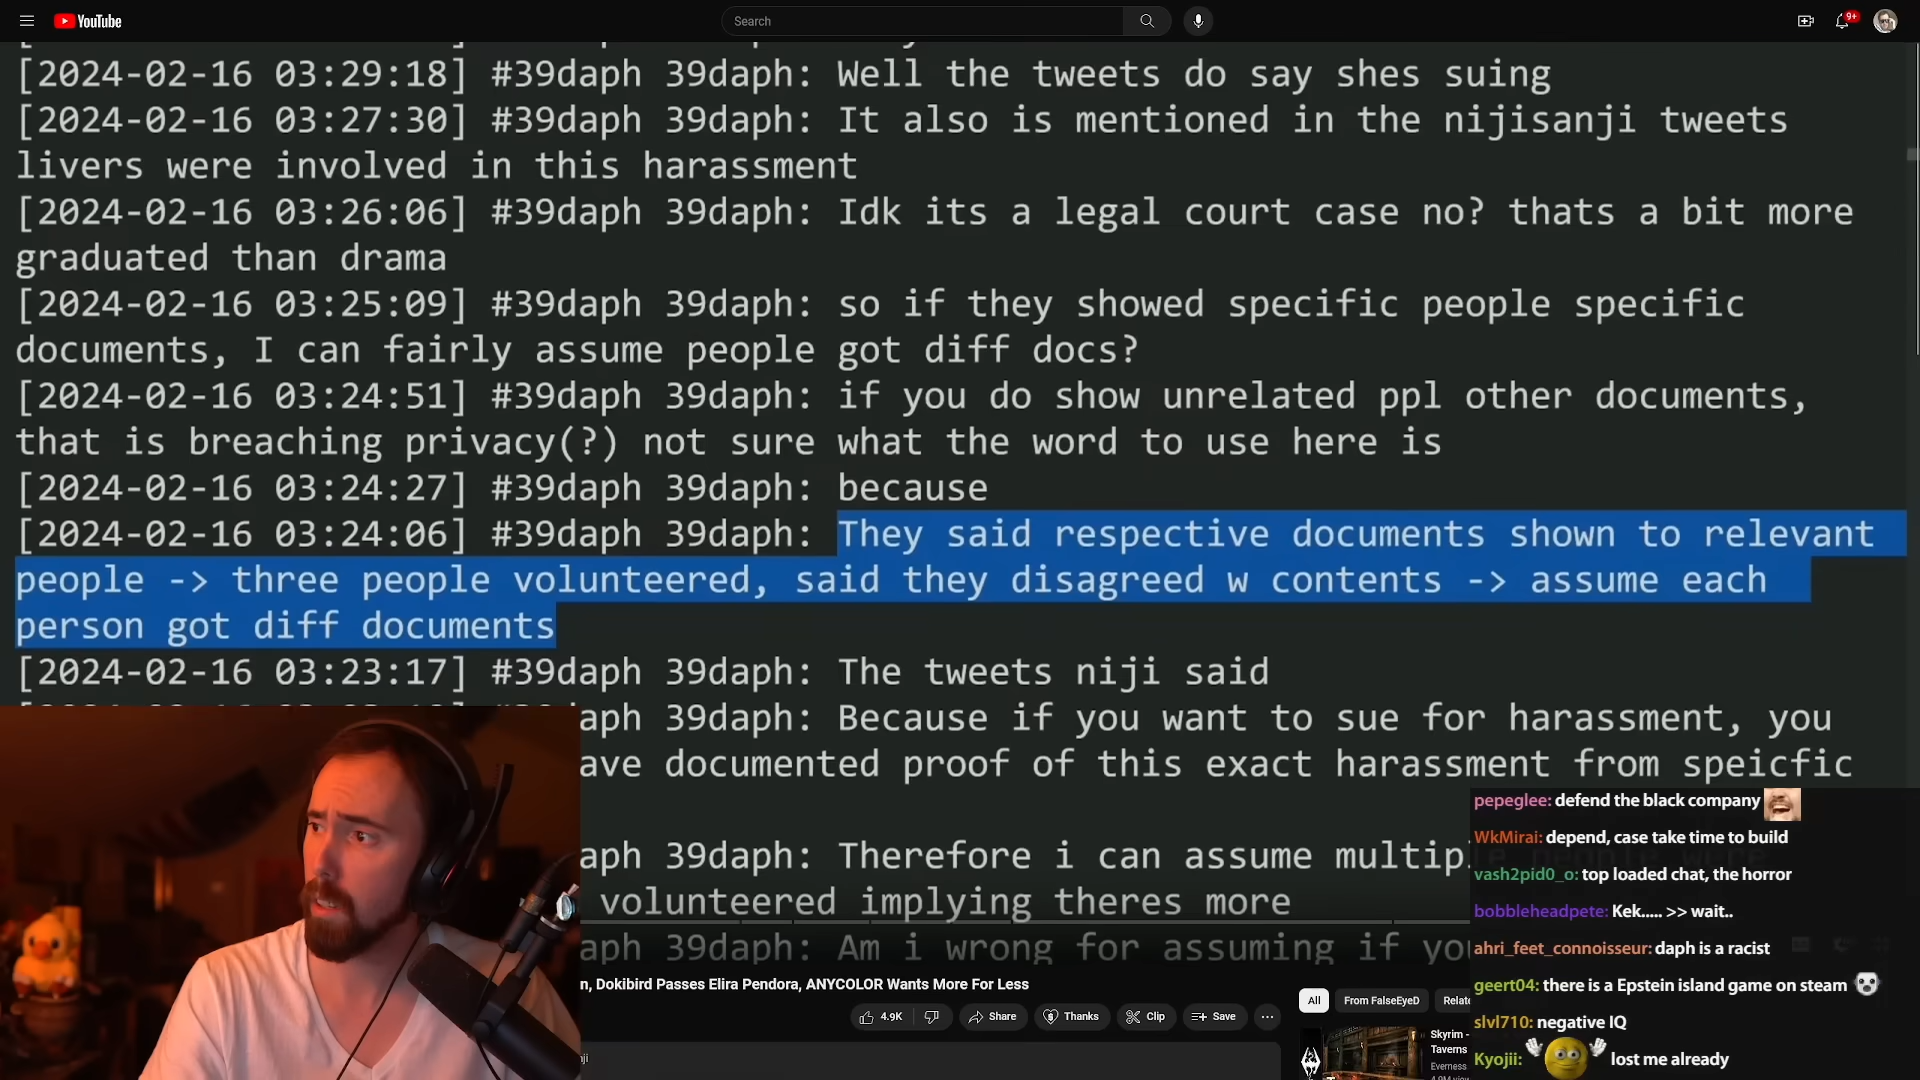 YouTube
Search
9+
[2024-02-16 03:29:18] #39daph 39daph: Well the tweets do say shes suing
[2024-02-16 03:27:30] #39daph 39daph: It also is mentioned in the nijisanji tweets
livers were involved in this harassment
[2024-02-16 03:26:06] #39daph 39daph: Idk its a legal court case no? thats a bit more
graduated than drama
[2024-02-16 03:25:09] #39daph 39daph: so if they showed specific people specific
documents, I can fairly assume people got diff docs?
[2024-02-16 03:24:51] #39daph 39daph: if you do show unrelated ppl other documents,
that is breaching privacy(?) not sure what the word to use here is
[2024-02-16 03:24:27] #39daph 39daph: because
[2024-02-16 03:24:06] #39daph 39daph: They said respective documents shown to relevant
people -> three people volunteered, said they disagreed w contents -> assume each
person got diff documents
[2024-02-16 03:23:17] #39daph 39daph: The tweets niji said
aph 39daph: Because if you want to sue for harassment, you
ave documented proof of this exact harassment from speicfic
aph 39daph: Therefore i can assume multiple people were
volunteered implying theres more
aph 39daph: Am i wrong for assuming if you
pepeglee: defend the black company
WkMirai: depend, case take time to build
vash2pid0_o: top loaded chat, the horror
bobbleheadpete: Kek..... >> wait..
ahri_feet_connoisseur: daph is a racist
geert04: there is a Epstein island game on steam
slvl710: negative IQ
Kyojii: lost me already
n, Dokibird Passes Elira Pendora, ANYCOLOR Wants More For Less
4.9K
Share
Thanks
Clip
Save
All
From FalseEyeD
Relate
Skyrim -
Taverns
Everness